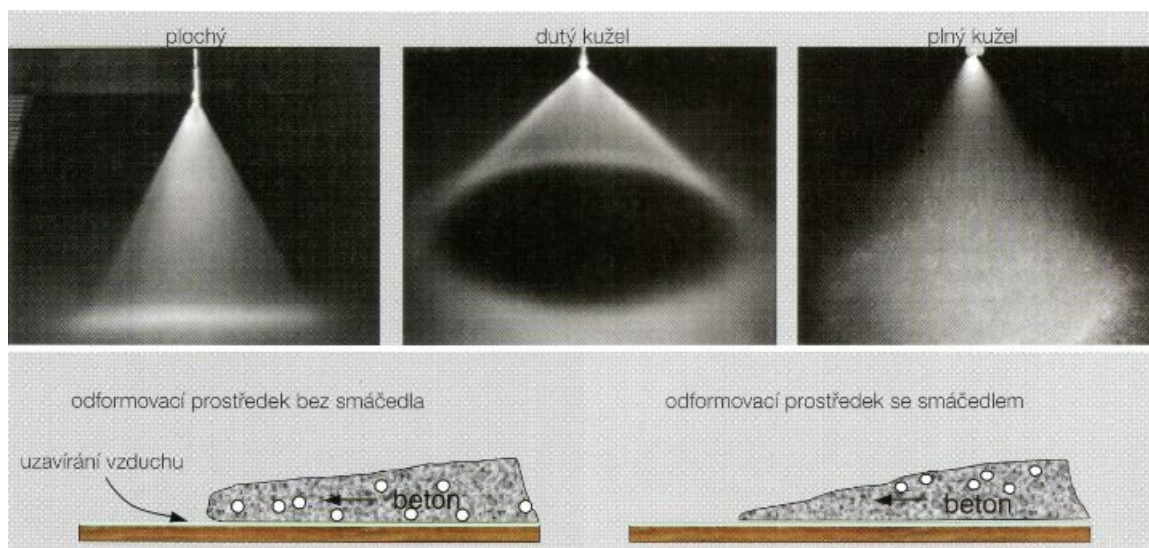 plochý
dutý kužel
plný kužel
odformovací prostředek bez smáčedla
odformovací prostředek se smáčedlem
uzavírání vzduchu
beton
beton